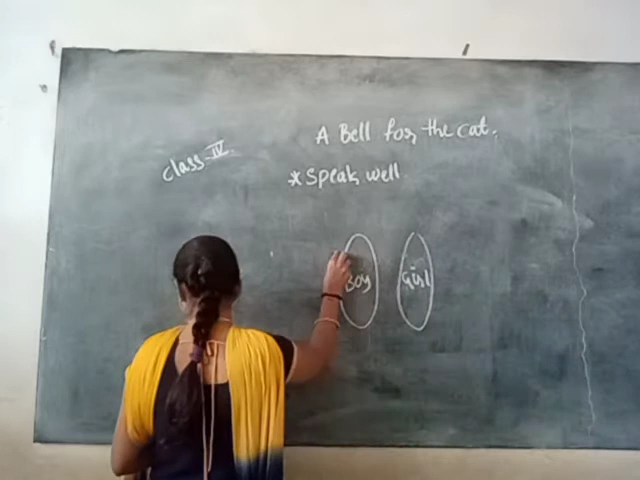 A Bell for the cat.
class-IV.
*Speak well
Boy
Girl